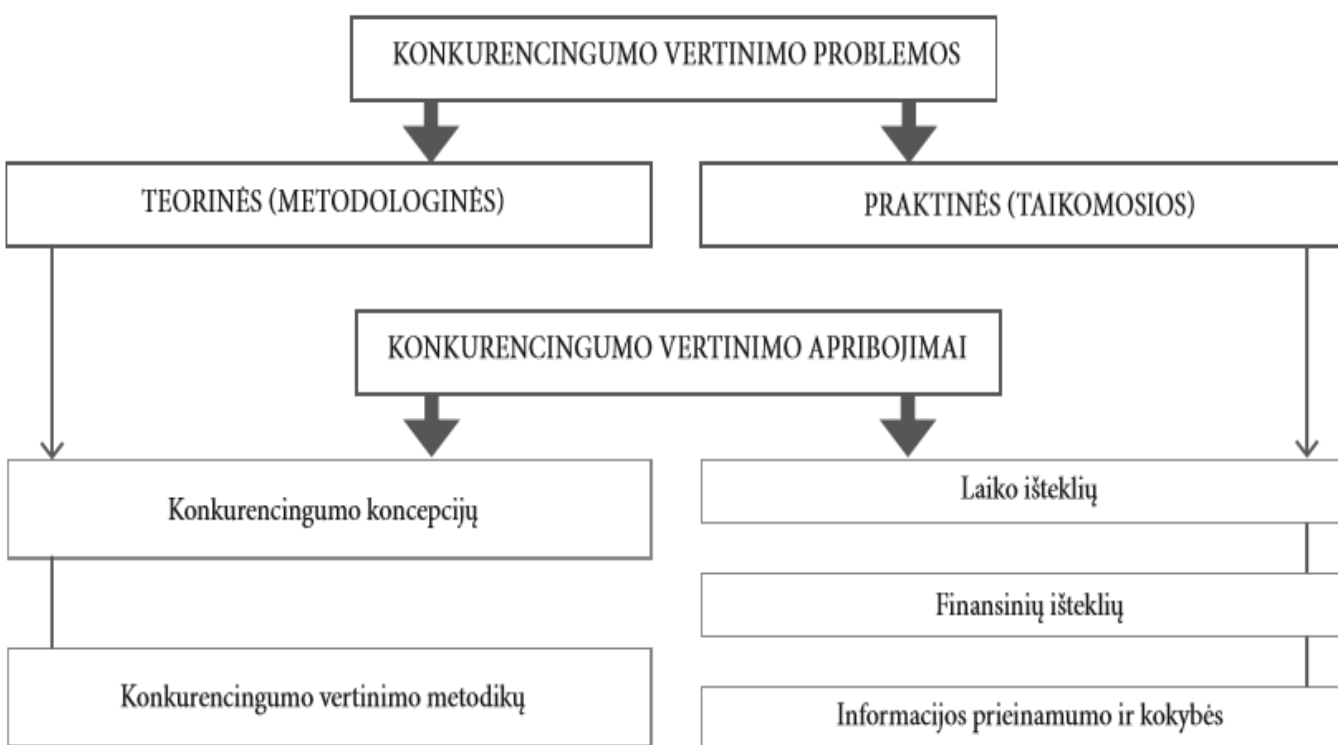 KONKURENCINGUMO VERTINIMO PROBLEMOS
TEORINĖS (METODOLOGINĖS)
PRAKTINĖS (TAIKOMOSIOS)
KONKURENCINGUMO VERTINIMO APRIBOJIMAI
Konkurencingumo koncepcijų
Konkurencingumo vertinimo metodikų
Laiko išteklių
Finansinių išteklių
Informacijos prieinamumo ir kokybės